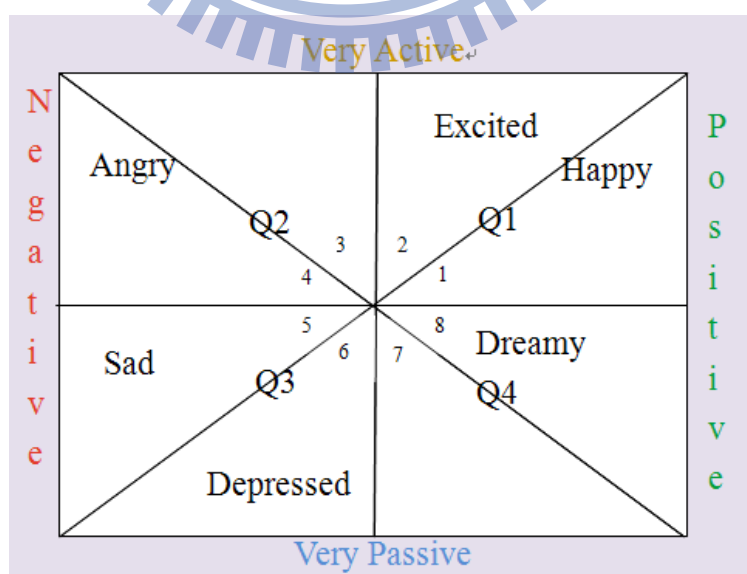 Very Active
Negative
Positive
Excited
Angry
Happy
Q2
Q1
3
2
4
1
5
8
6
7
Sad
Dreamy
Q3
Q4
Depressed
Very Passive